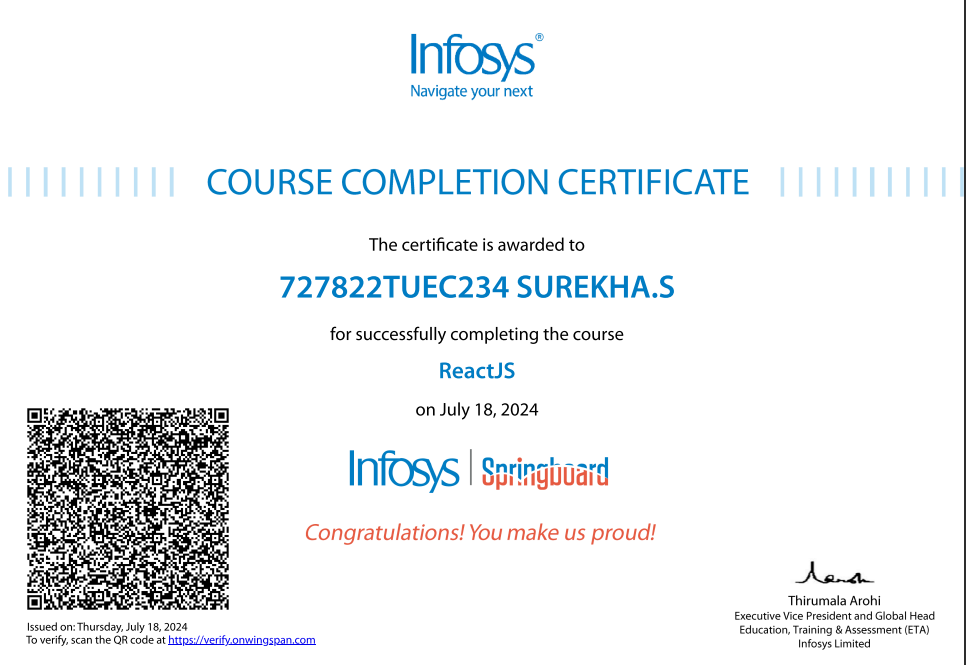 Infosys®
Navigate your next
COURSE COMPLETION CERTIFICATE
The certificate is awarded to
727822TUEC234 SUREKHA.S
for successfully completing the course
ReactJS
on July 18, 2024
Infosys | Springboard
Congratulations! You make us proud!
Issued on: Thursday, July 18, 2024
To verify, scan the QR code at https://verify.onwingspan.com
Thirumala Arohi
Executive Vice President and Global Head
Education, Training & Assessment (ETA)
Infosys Limited